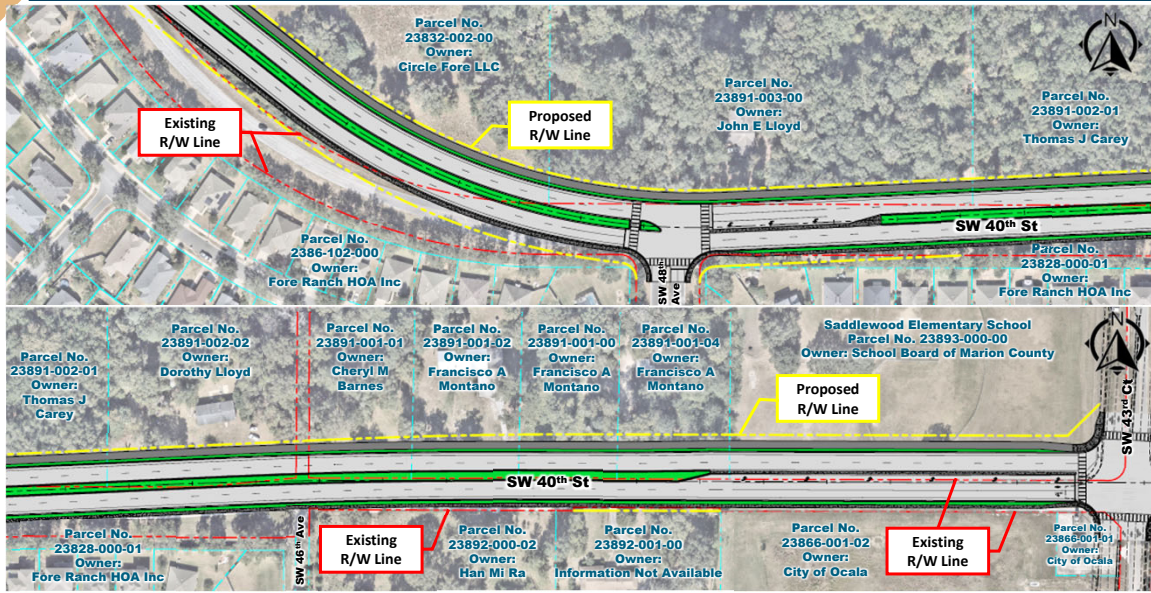 Parcel No.
23832-002-00
Owner:
Circle Fore LLC
N
Parcel No.
23891-003-00
Owner:
John E Lloyd
Parcel No.
23891-002-01
Owner:
Thomas J Carey
Existing
R/W Line
Proposed
R/W Line
SW 40th St
Parcel No.
2386-102-000
Owner:
Fore Ranch HOA Inc
SW 48th
Ave
Parcel No.
23828-000-01
Owner:
Fore Ranch HOA Inc
Parcel No.
23891-002-01
Owner:
Thomas J
Carey
Parcel No.
23891-002-02
Owner:
Dorothy Lloyd
Parcel No.
23891-001-01
Owner:
Cheryl M
Barnes
Parcel No.
23891-001-02
Owner:
Francisco A
Montano
Parcel No.
23891-001-00
Owner:
Francisco A
Montano
Parcel No.
23891-001-04
Owner:
Francisco A
Montano
Saddlewood Elementary School
Parcel No. 23893-000-00
Owner: School Board of Marion County
N
Proposed
R/W Line
SW 43rd Ct
SW 40th St
Parcel No.
23828-000-01
Owner:
Fore Ranch HOA Inc
SW 46th Ave
Existing
R/W Line
Parcel No.
23892-000-02
Owner:
Han Mi Ra
Parcel No.
23892-001-00
Owner:
Information Not Available
Parcel No.
23866-001-02
Owner:
City of Ocala
Existing
R/W Line
Parcel No.
23866-001-01
Owner:
City of Ocala